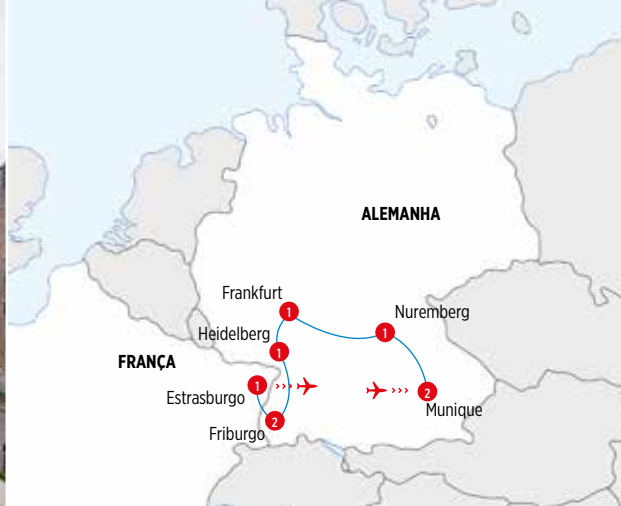 ALEMANHA
Frankfurt
1
Nuremberg
1
Heidelberg
1
FRANÇA
Estrasburgo
1
2
Munique
Friburgo
2